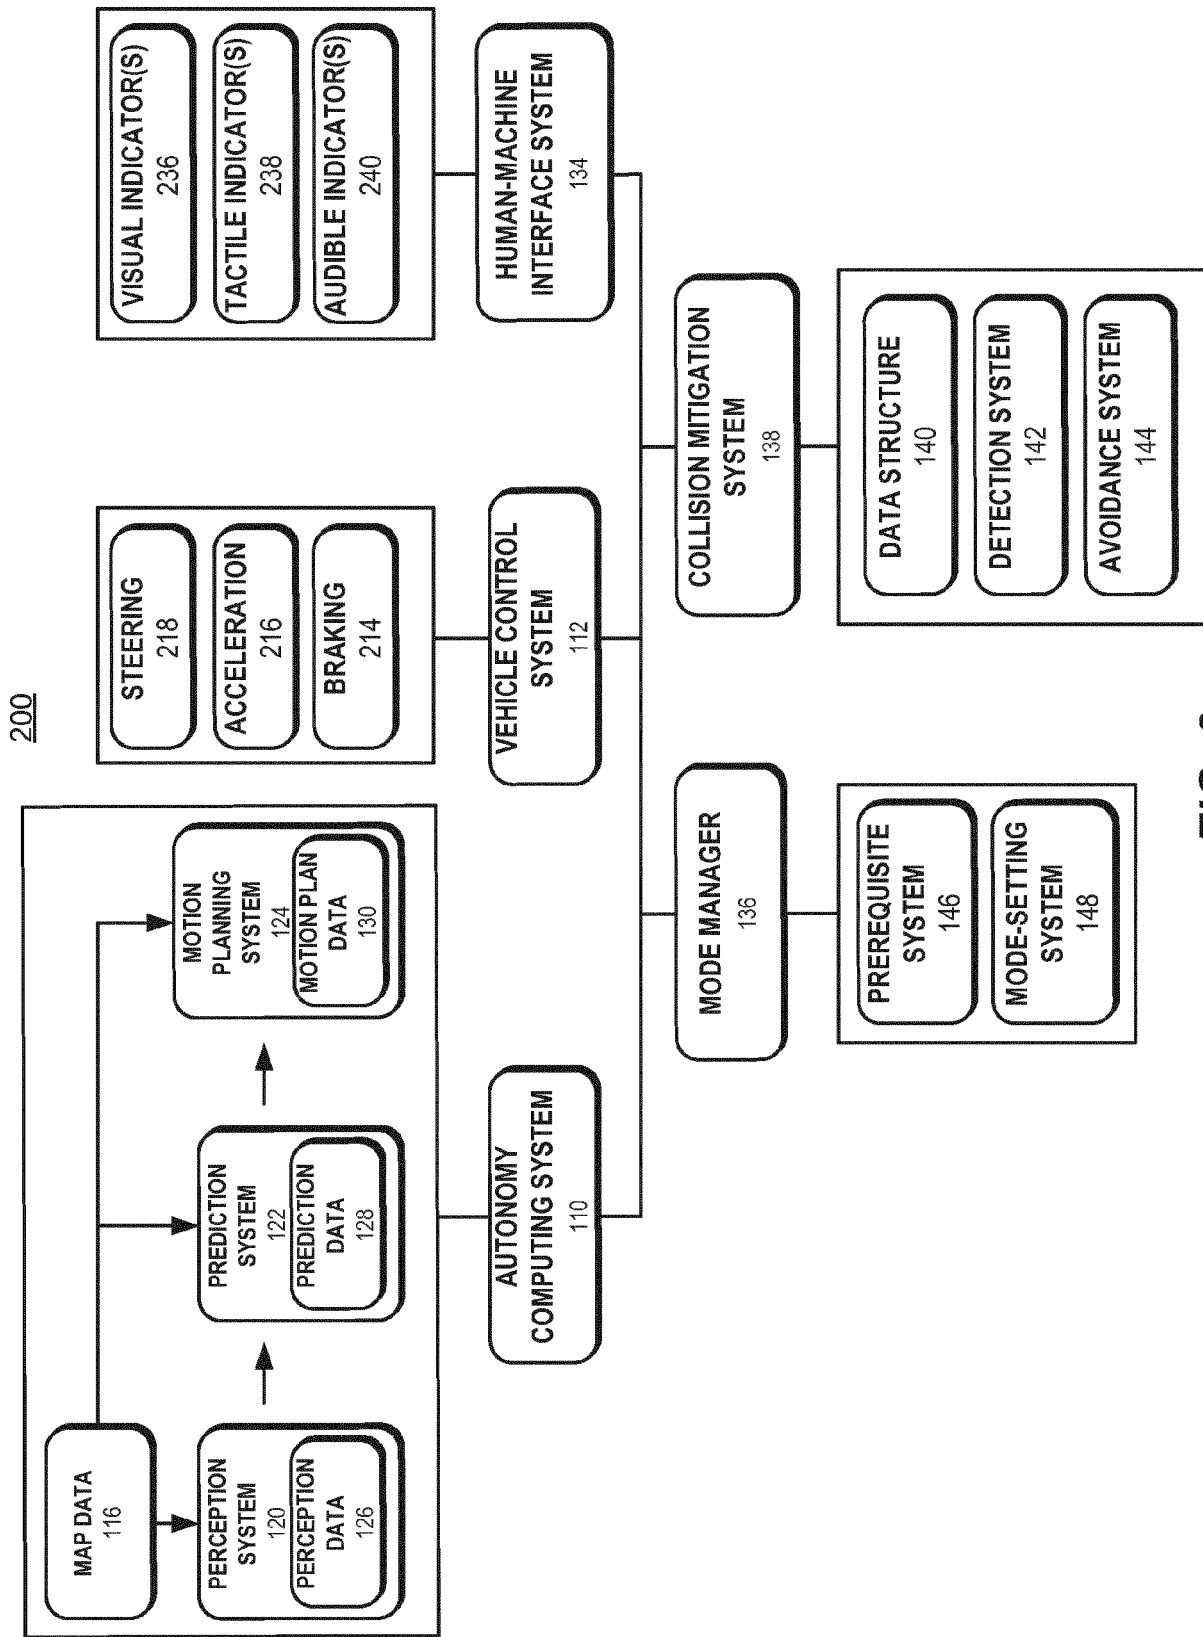 200
MAP DATA
116
PERCEPTION
SYSTEM
120
PERCEPTION
DATA
126
PREDICTION
SYSTEM
122
PREDICTION
DATA
128
MOTION
PLANNING
SYSTEM
124
MOTION PLAN
DATA
130
STEERING
218
ACCELERATION
216
BRAKING
214
VISUAL INDICATOR(S)
236
TACTILE INDICATOR(S)
238
AUDIBLE INDICATOR(S)
240
AUTONOMY
COMPUTING SYSTEM
110
VEHICLE CONTROL
SYSTEM
112
HUMAN-MACHINE
INTERFACE SYSTEM
134
MODE MANAGER
136
COLLISION MITIGATION
SYSTEM
138
PREREQUISITE
SYSTEM
146
MODE-SETTING
SYSTEM
148
DATA STRUCTURE
140
DETECTION SYSTEM
142
AVOIDANCE SYSTEM
144